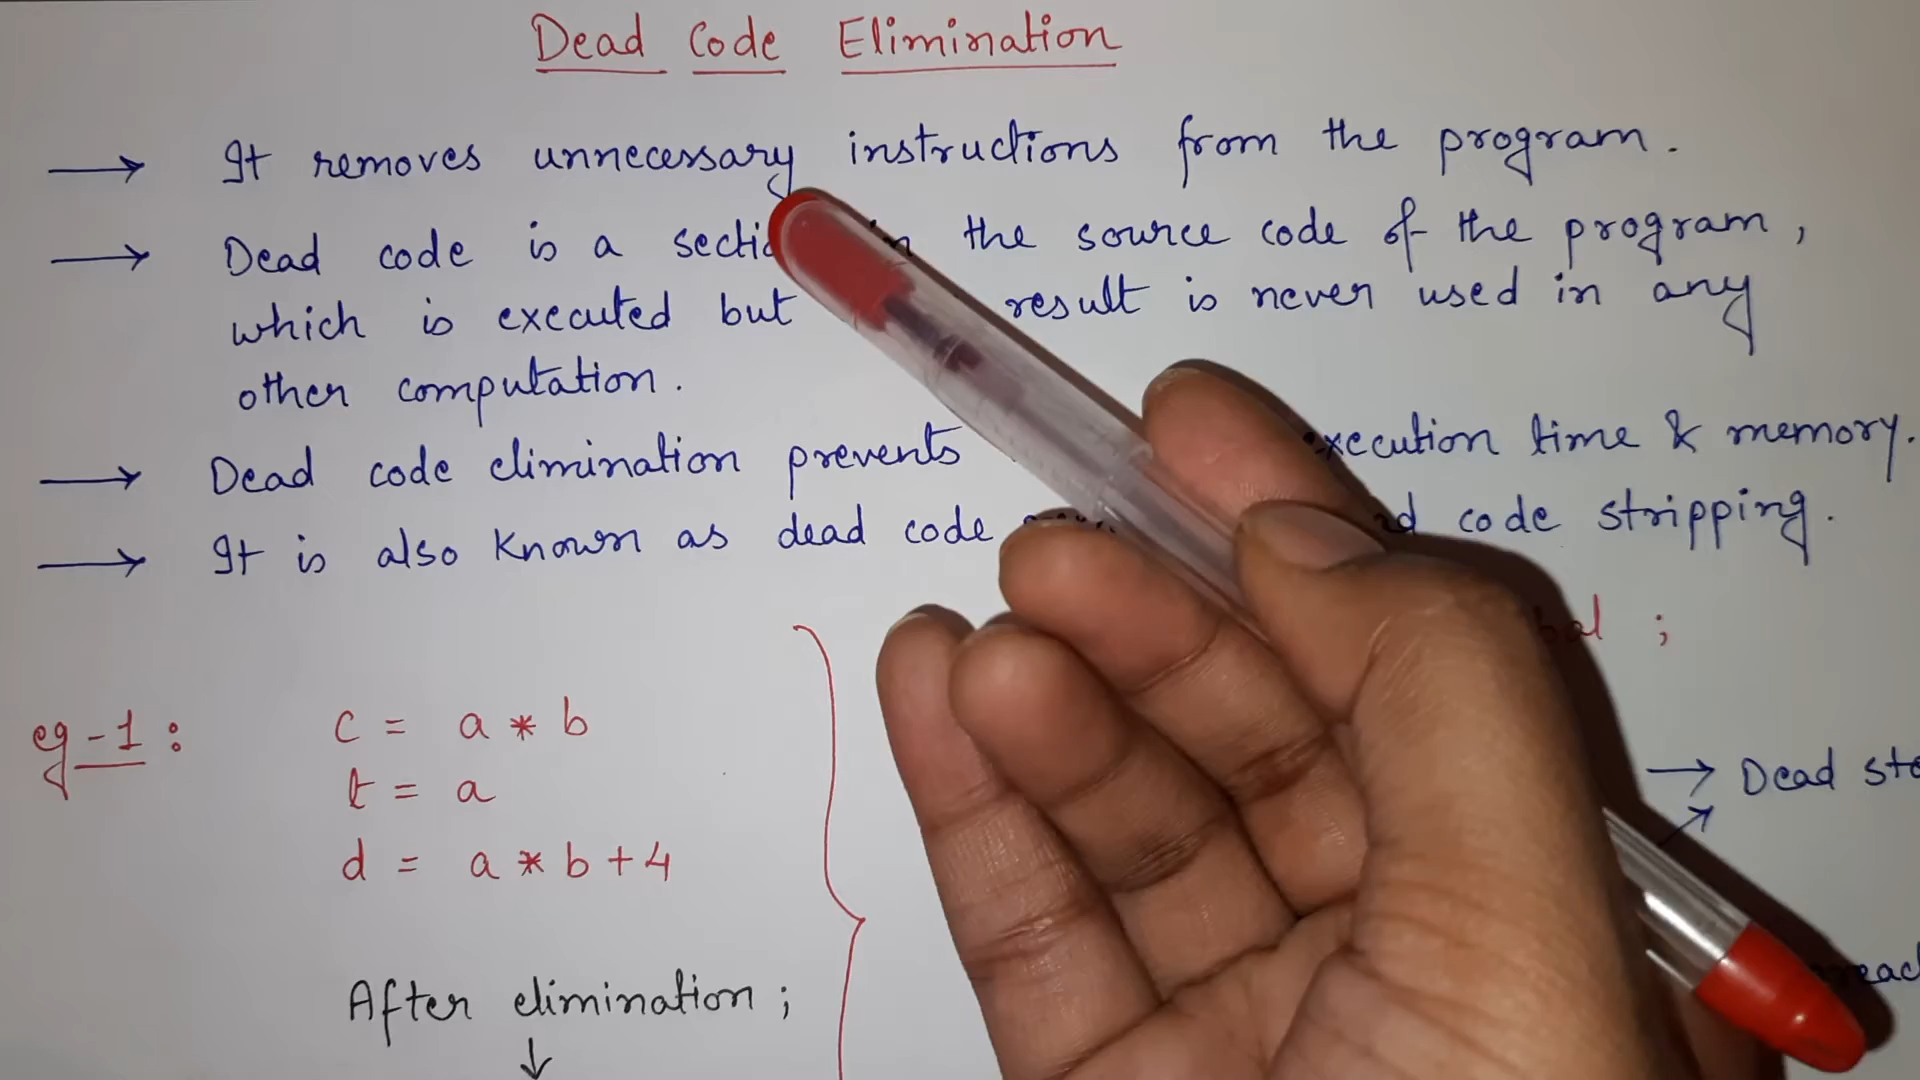 Dead Code Elimination
→ It removes unnecessary instructions from the program.
→ Dead code is a the source code of the program,
which is executed but result is never used in any
other computation.
→ Dead code elimination prevents execution time & memory.
→ It is also known as dead code code stripping.
;
eg-1: c = a * b
t = a
→ Dead
d = a * b + 4
After elimination ;
↓